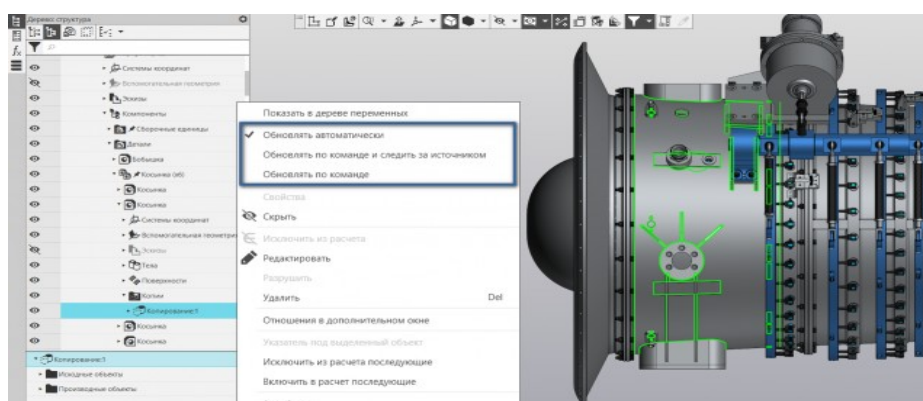 Дерево: структура
Системы координат
Вспомогательная геометрия
Эскизы
Компоненты
Сборочные единицы
Детали
Бобышка
Косынка (x6)
Косынка
Косынка
Системы координат
Вспомогательная геометрия
Эскизы
Тела
Поверхности
Копии
Копирование:1
Косынка
Косынка
Копирование:1
Исходные объекты
Производные объекты
Показать в дереве переменных
Обновлять автоматически
Обновлять по команде и следить за источником
Обновлять по команде
Свойства
Скрыть
Исключить из расчета
Редактировать
Разрушить
Удалить Del
Отношения в дополнительном окне
Указатель под выделенный объект
Исключить из расчета последующие
Включить в расчет последующие